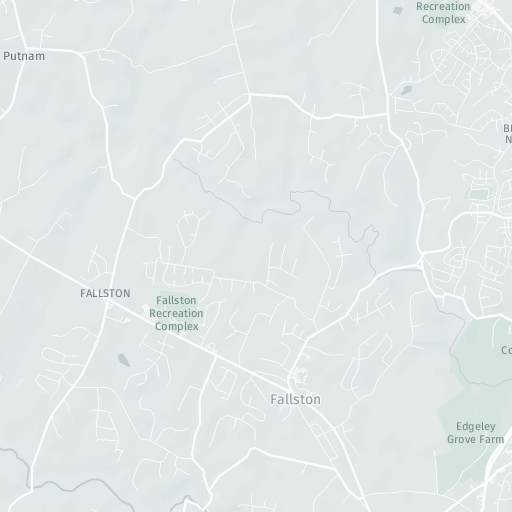 Recreation
Complex
Putnam
FALLSTON
Fallston
Recreation
Complex
Fallston
Edgeley
Grove Farm